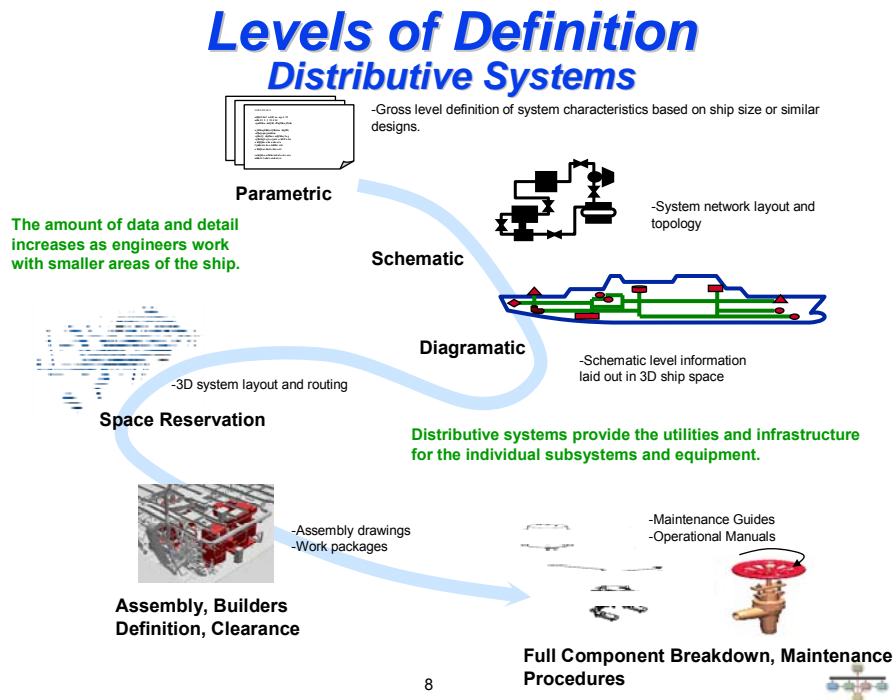 Levels of Definition
Distributive Systems
-Gross level definition of system characteristics based on ship size or similar
designs.
Parametric
-System network layout and
topology
The amount of data and detail
increases as engineers work
with smaller areas of the ship.
Schematic
Diagramatic
-Schematic level information
laid out in 3D ship space
-3D system layout and routing
Space Reservation
Distributive systems provide the utilities and infrastructure
for the individual subsystems and equipment.
-Assembly drawings
-Work packages
-Maintenance Guides
-Operational Manuals
Assembly, Builders
Definition, Clearance
Full Component Breakdown, Maintenance
Procedures
8